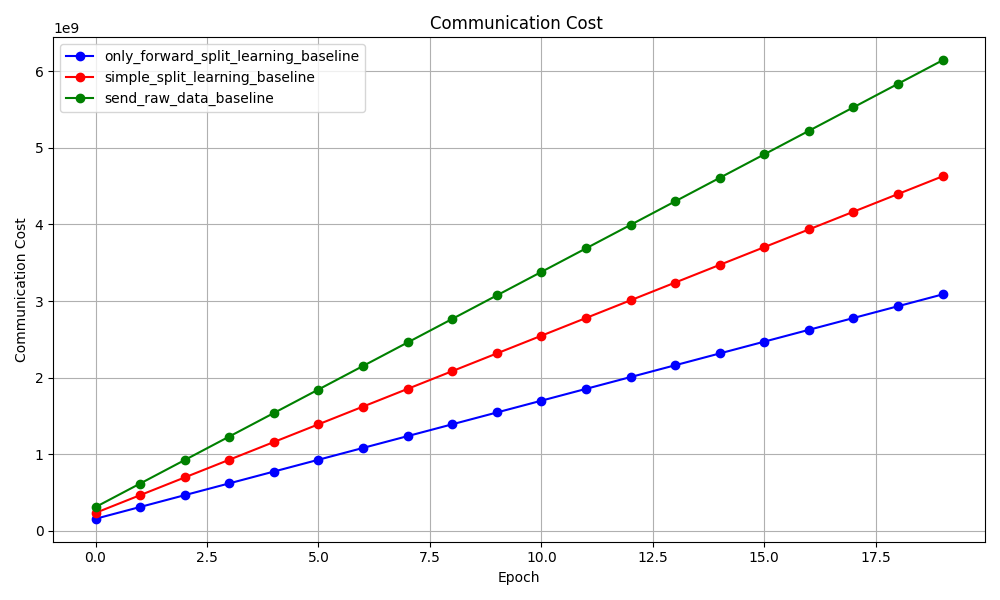 Communication Cost
1e9
only_forward_split_learning_baseline
simple_split_learning_baseline
send_raw_data_baseline
6
5
4
3
2
1
0
Communication Cost
0.0 2.5 5.0 7.5 10.0 12.5 15.0 17.5
Epoch